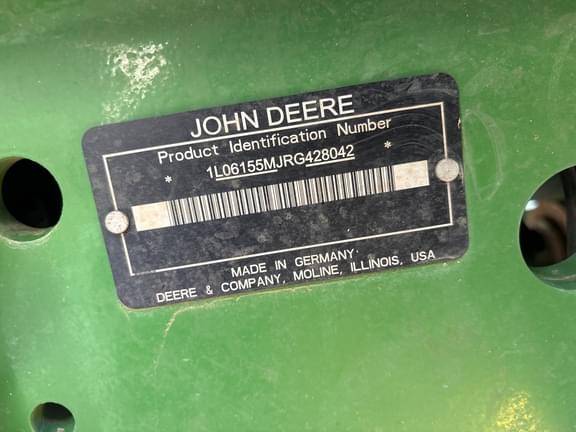 JOHN DEERE
Product Identification Number
* 1L06155MJRG428042 *
MADE IN GERMANY.
DEERE & COMPANY, MOLINE, ILLINOIS, USA